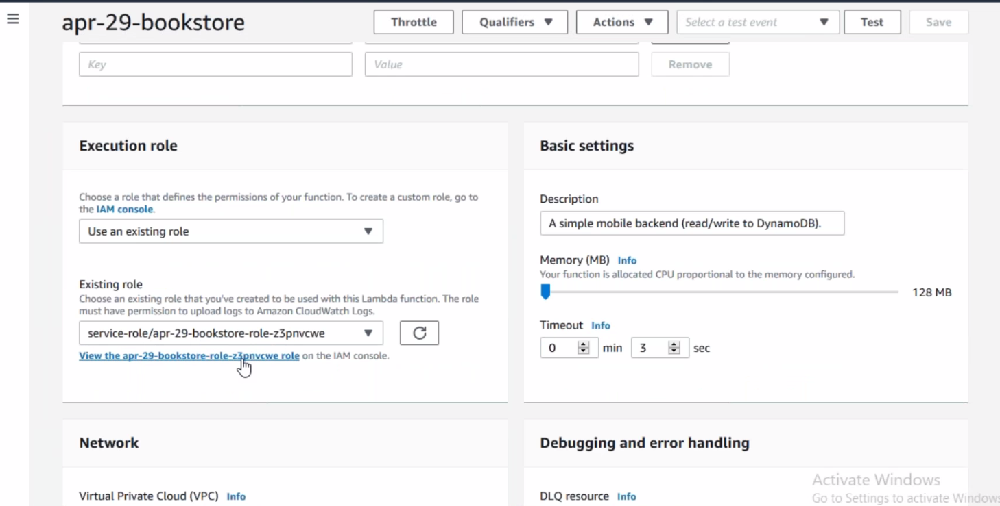 apr-29-bookstore
Throttle
Qualifiers
Actions
Select a test event
Test
Save
Key
Value
Remove
Execution role
Choose a role that defines the permissions of your function. To create a custom role, go to
the IAM console.
Use an existing role
Existing role
Choose an existing role that you've created to be used with this Lambda function. The role
must have permission to upload logs to Amazon CloudWatch Logs.
service-role/apr-29-bookstore-role-z3pnvcwe
View the apr-29-bookstore-role-z3pnvcwe role on the IAM console.
Basic settings
Description
A simple mobile backend (read/write to DynamoDB).
Memory (MB) Info
Your function is allocated CPU proportional to the memory configured.
128 MB
Timeout Info
0 min 3 sec
Network
Virtual Private Cloud (VPC) Info
Debugging and error handling
DLQ resource Info
Activate Windows
Go to Settings to activate Windows